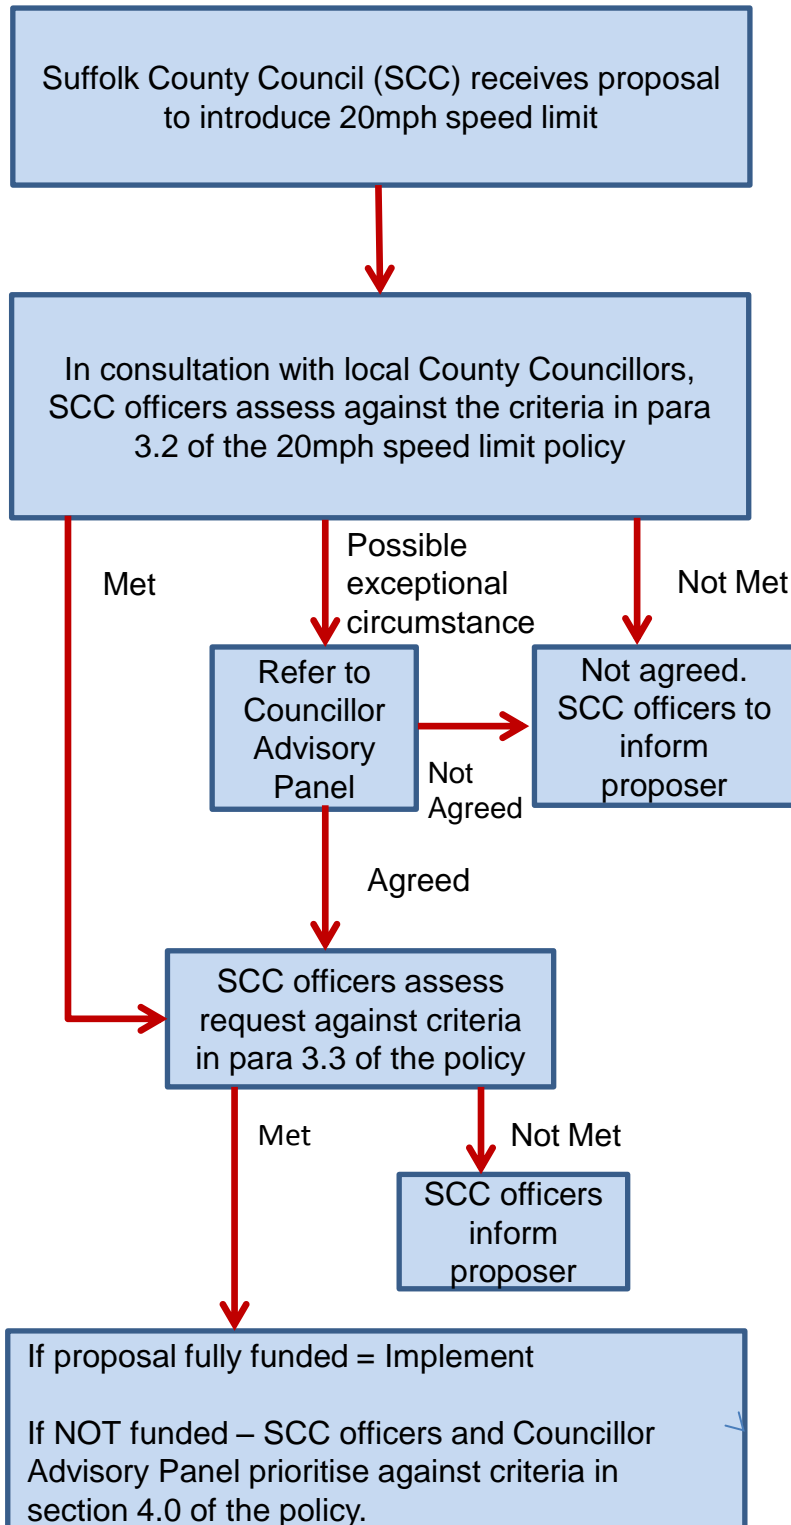 Suffolk County Council (SCC) receives proposal
to introduce 20mph speed limit
In consultation with local County Councillors,
SCC officers assess against the criteria in para
3.2 of the 20mph speed limit policy
Met
Possible
exceptional
circumstance
Not Met
Refer to
Councillor
Advisory
Panel
Not
Agreed
Not agreed.
SCC officers to
inform
proposer
Agreed
SCC officers assess
request against criteria
in para 3.3 of the policy
Met
Not Met
SCC officers
inform
proposer
If proposal fully funded = Implement
If NOT funded – SCC officers and Councillor
Advisory Panel prioritise against criteria in
section 4.0 of the policy.